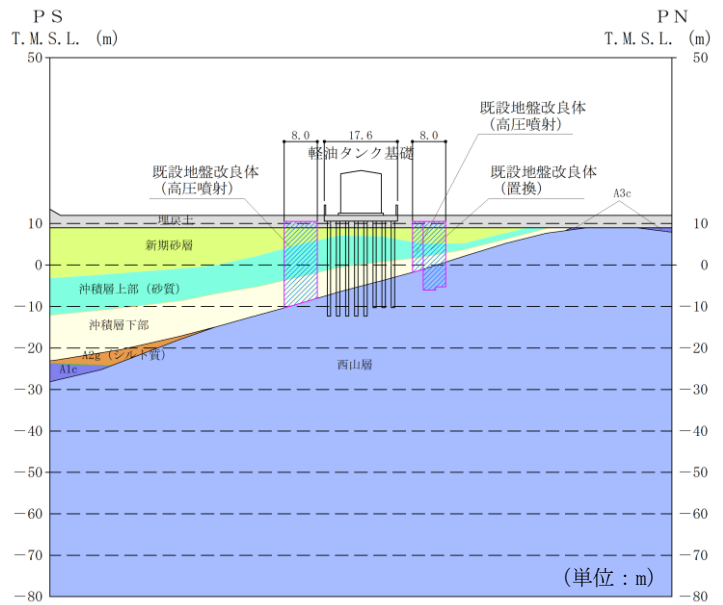 PS
PN
T.M.S.L. (m)
T.M.S.L. (m)
50
50
既設地盤改良体
(高圧噴射)
8.0
17.6
8.0
軽油タンク基礎
既設地盤改良体
(高圧噴射)
既設地盤改良体
(置換)
A3c
10
埋戻土
10
新期砂層
0
0
沖積層上部(砂質)
-10
-10
沖積層下部
-20
-20
A2g(シルト質)
A1c
西山層
-30
-30
-40
-40
-50
-50
-60
-60
-70
-70
(単位:m)
-80
-80